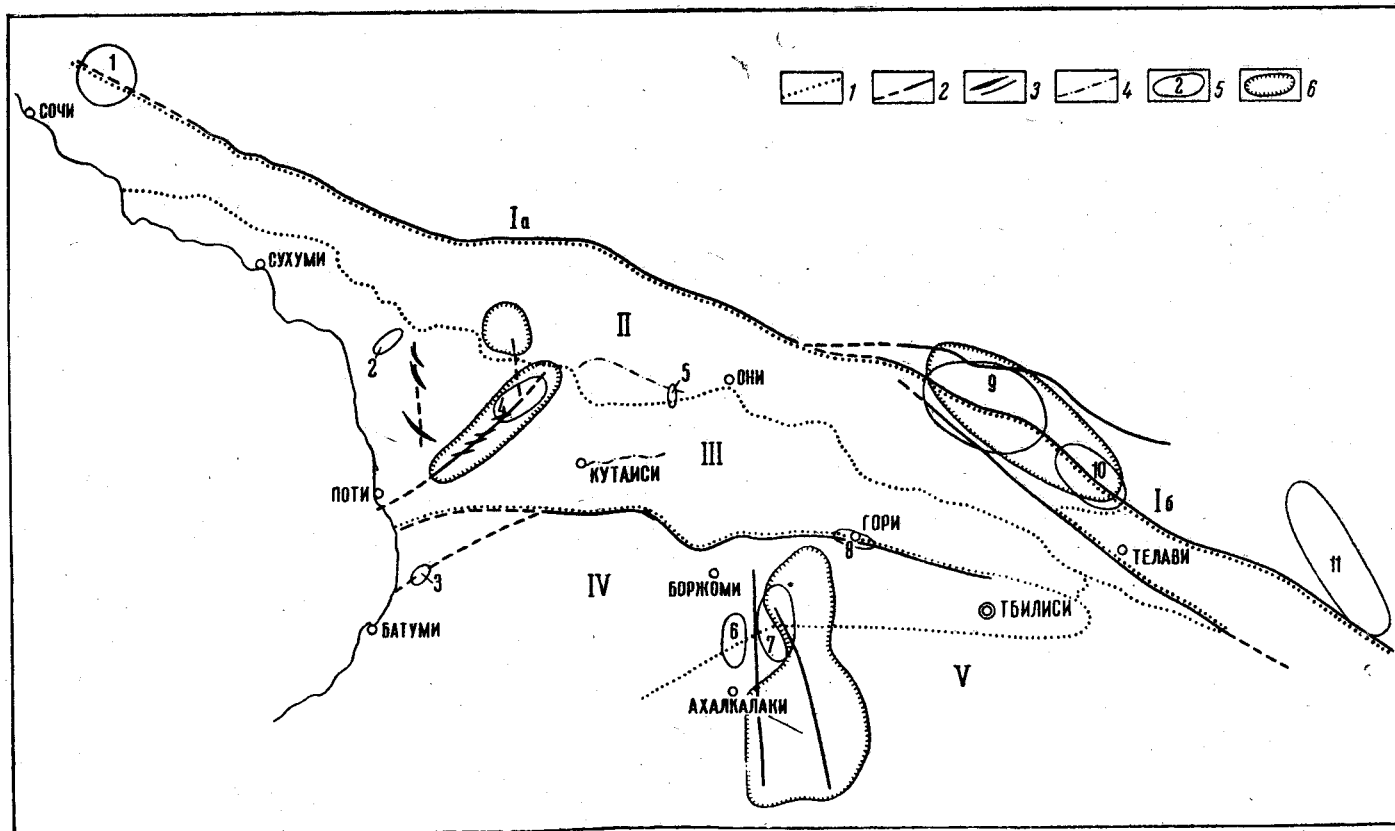 1
СОЧИ
1 2 3 4 2 5 6
Iа
СУХУМИ
II
2
5
ОНИ
4
9
III
КУТАИСИ
10
ПОТИ
Iб
ГОРИ
8
ТЕЛАВИ
11
3
IV
БОРЖОМИ
ТБИЛИСИ
БАТУМИ
6
7
V
АХАЛКАЛАКИ